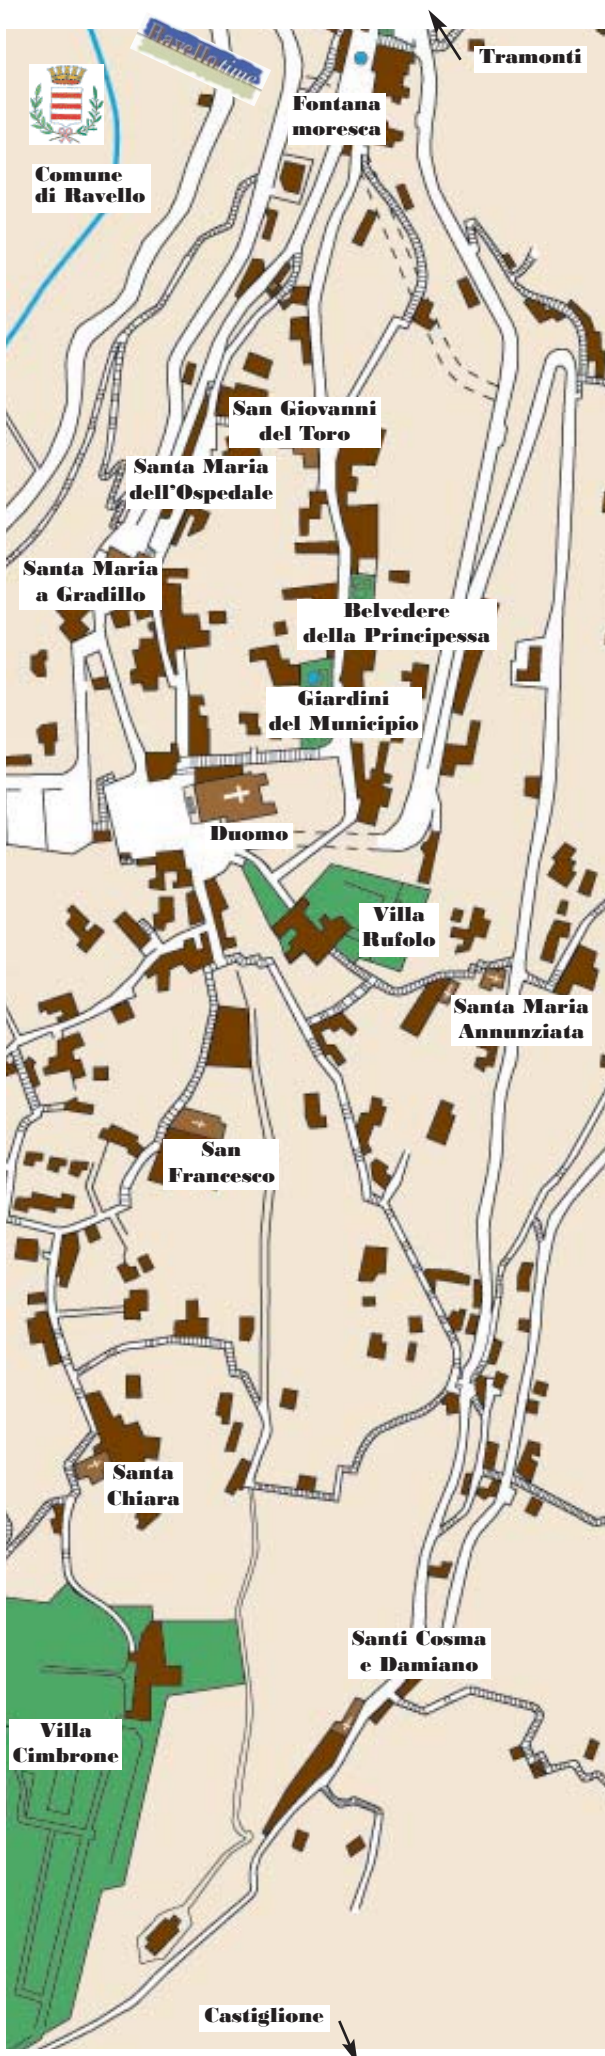 Ravellotime
Tramonti
Fontana
moresca
Comune
di Ravello
San Giovanni
del Toro
Santa Maria
dell'Ospedale
Santa Maria
a Gradillo
Belvedere
della Principessa
Giardini
del Municipio
Duomo
Villa
Rufolo
Santa Maria
Annunziata
San
Francesco
Santa
Chiara
Santi Cosma
e Damiano
Villa
Cimbrone
Castiglione